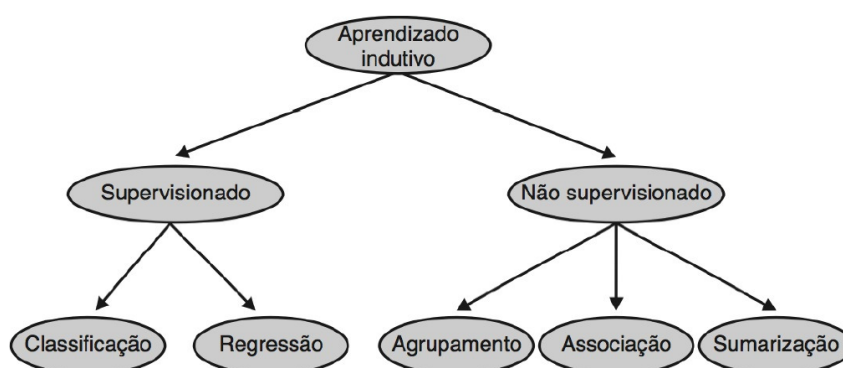 Aprendizado
indutivo
Supervisionado
Não supervisionado
Classificação
Regressão
Agrupamento
Associação
Sumarização